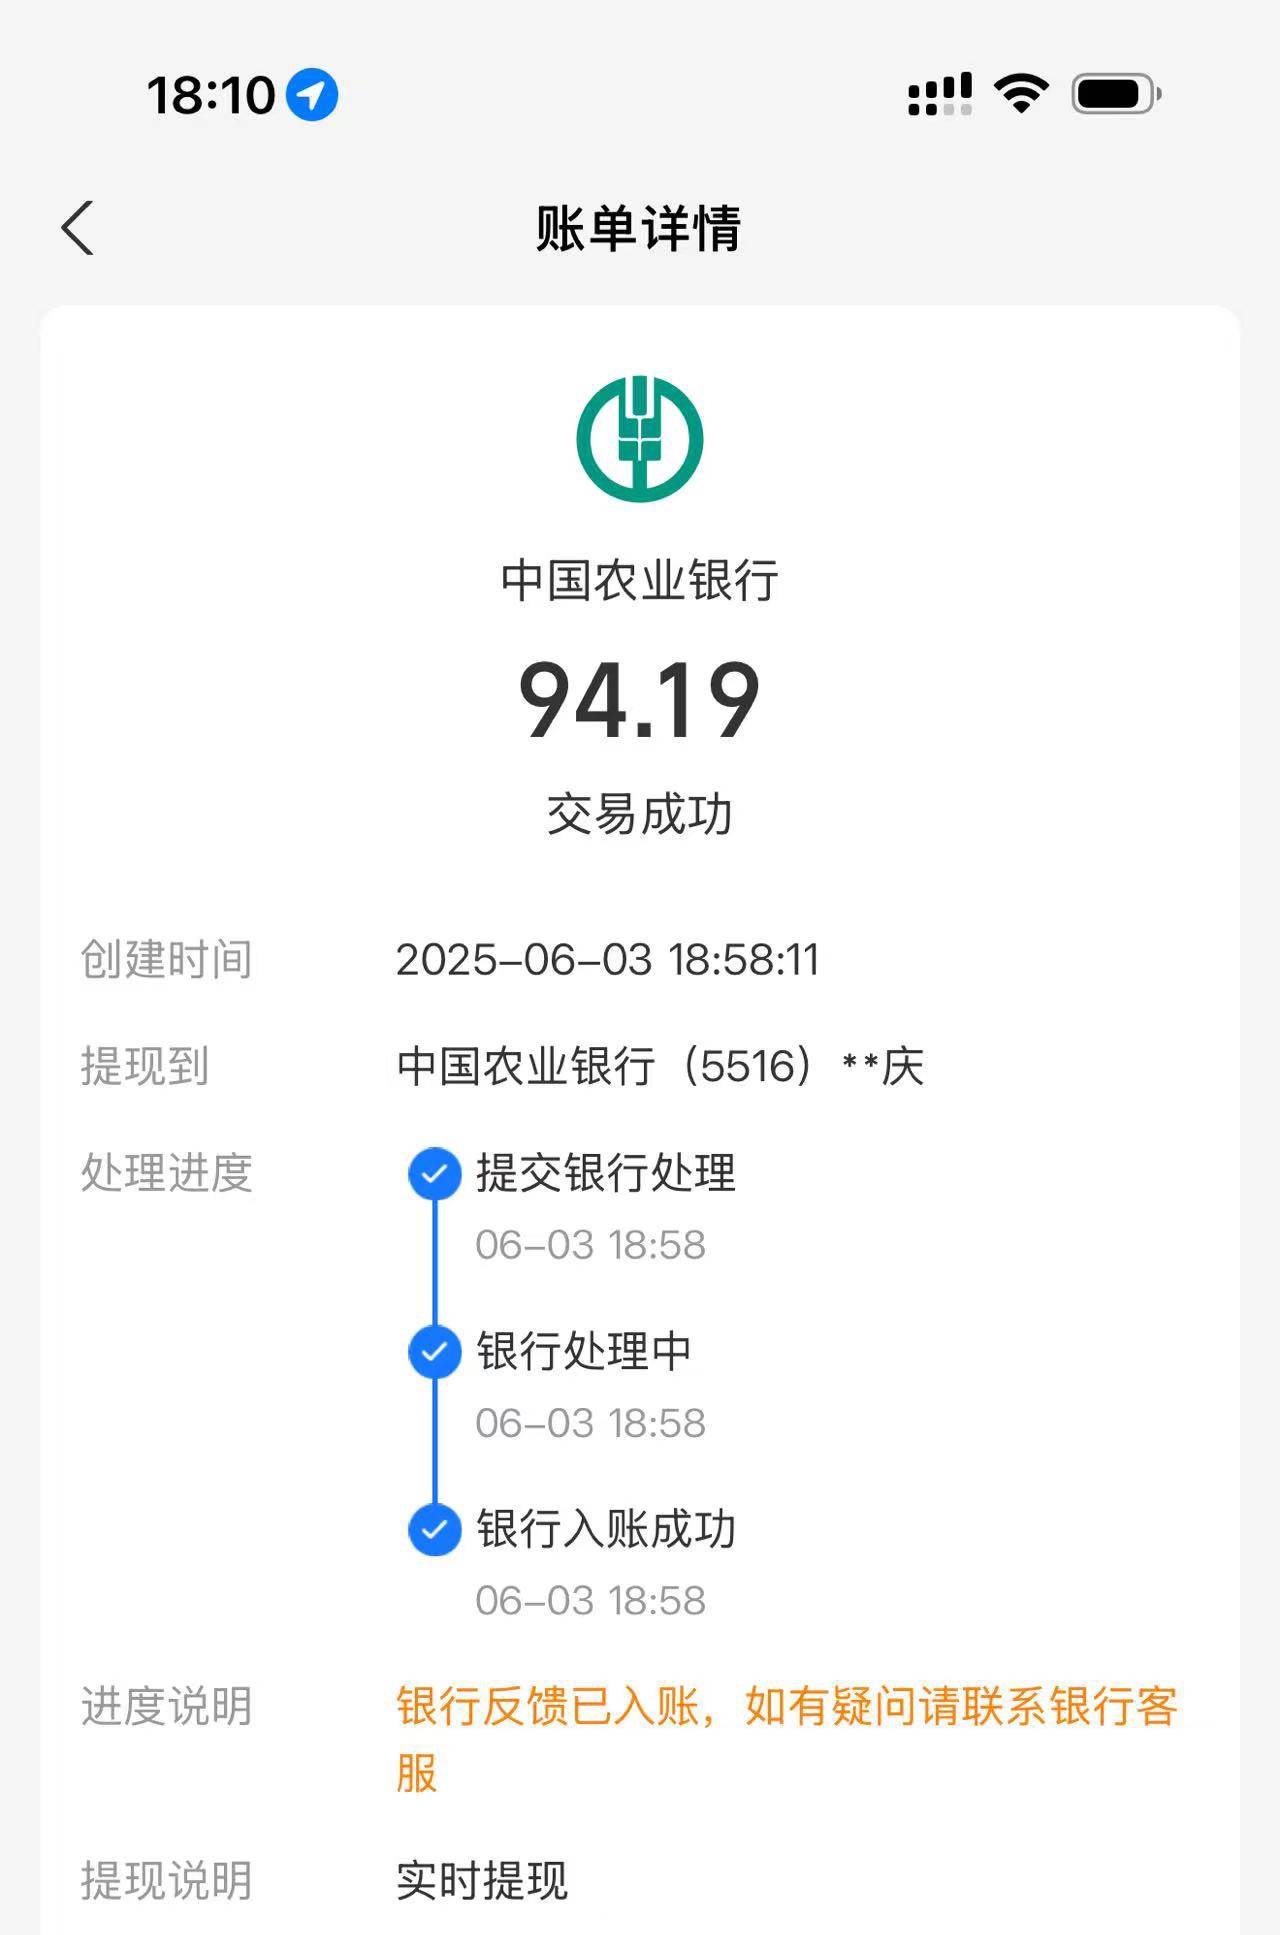 18:10
账单详情
中国农业银行
94.19
交易成功
创建时间 2025-06-03 18:58:11
提现到 中国农业银行（5516）**庆
处理进度 提交银行处理
06-03 18:58
银行处理中
06-03 18:58
银行入账成功
06-03 18:58
进度说明 银行反馈已入账，如有疑问请联系银行客
服
提现说明 实时提现